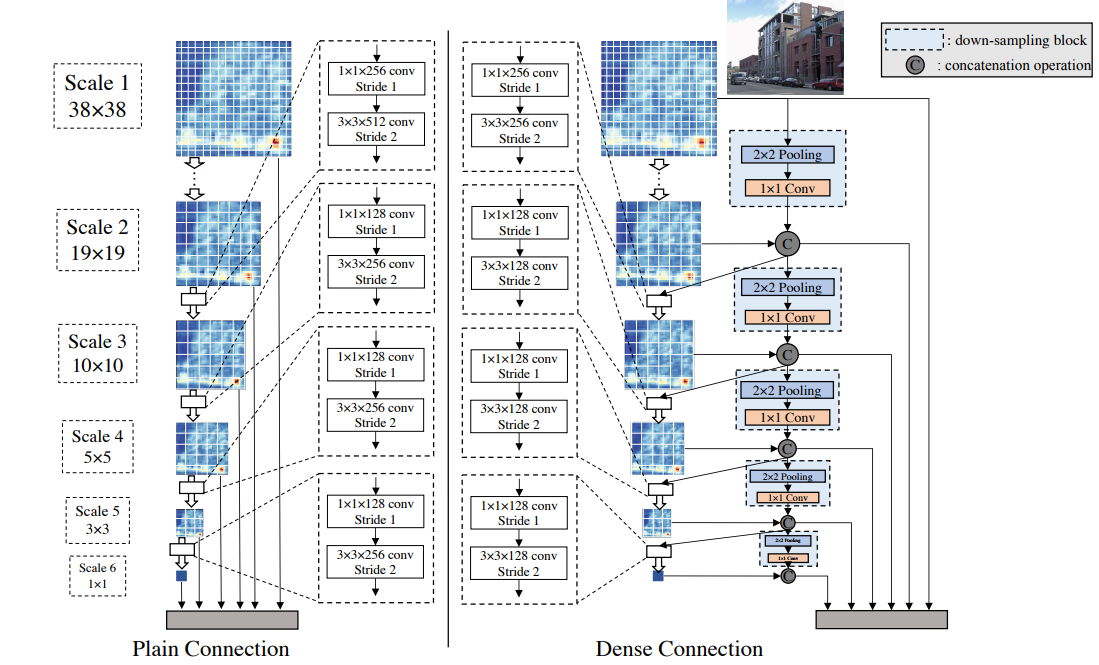 Scale 1
38×38
Scale 2
19×19
Scale 3
10×10
Scale 4
5×5
Scale 5
3×3
Scale 6
1×1
1×1×256 conv
Stride 1
3×3×512 conv
Stride 2
1×1×128 conv
Stride 1
3×3×256 conv
Stride 2
1×1×128 conv
Stride 1
3×3×256 conv
Stride 2
1×1×128 conv
Stride 1
3×3×256 conv
Stride 2
Plain Connection
1×1×256 conv
Stride 1
3×3×256 conv
Stride 2
1×1×128 conv
Stride 1
3×3×128 conv
Stride 2
1×1×128 conv
Stride 1
3×3×128 conv
Stride 2
1×1×128 conv
Stride 1
3×3×128 conv
Stride 2
2×2 Pooling
1×1 Conv
C
2×2 Pooling
1×1 Conv
C
2×2 Pooling
1×1 Conv
C
2×2 Pooling
1×1 Conv
C
2×2 Pooling
1×1 Conv
C
Dense Connection
: down-sampling block
C : concatenation operation